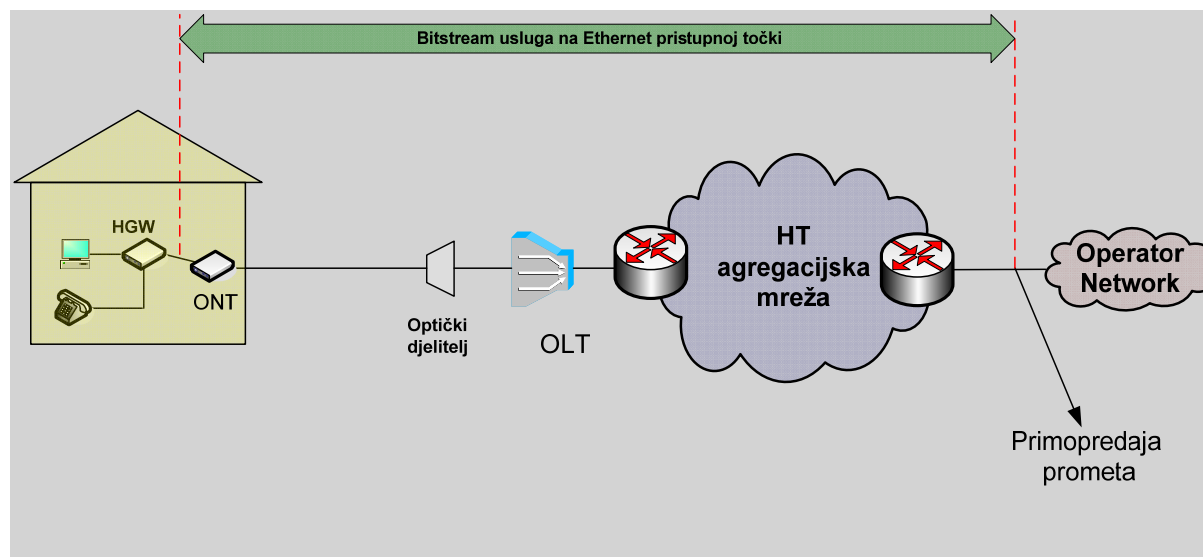 Bitstream usluga na Ethernet pristupnoj točki
HGW
ONT
Optički
djelitelj
OLT
HT
agregacijska
mreža
Operator
Network
Primopredaja
prometa